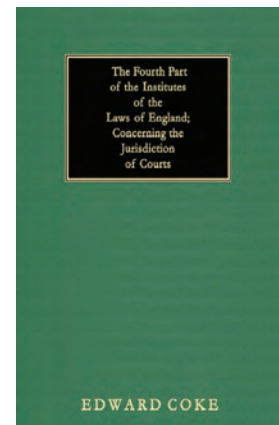 The Fourth Part
of the Institutes
of the
Laws of England;
Concerning the
Jurisdiction
of Courts
EDWARD COKE